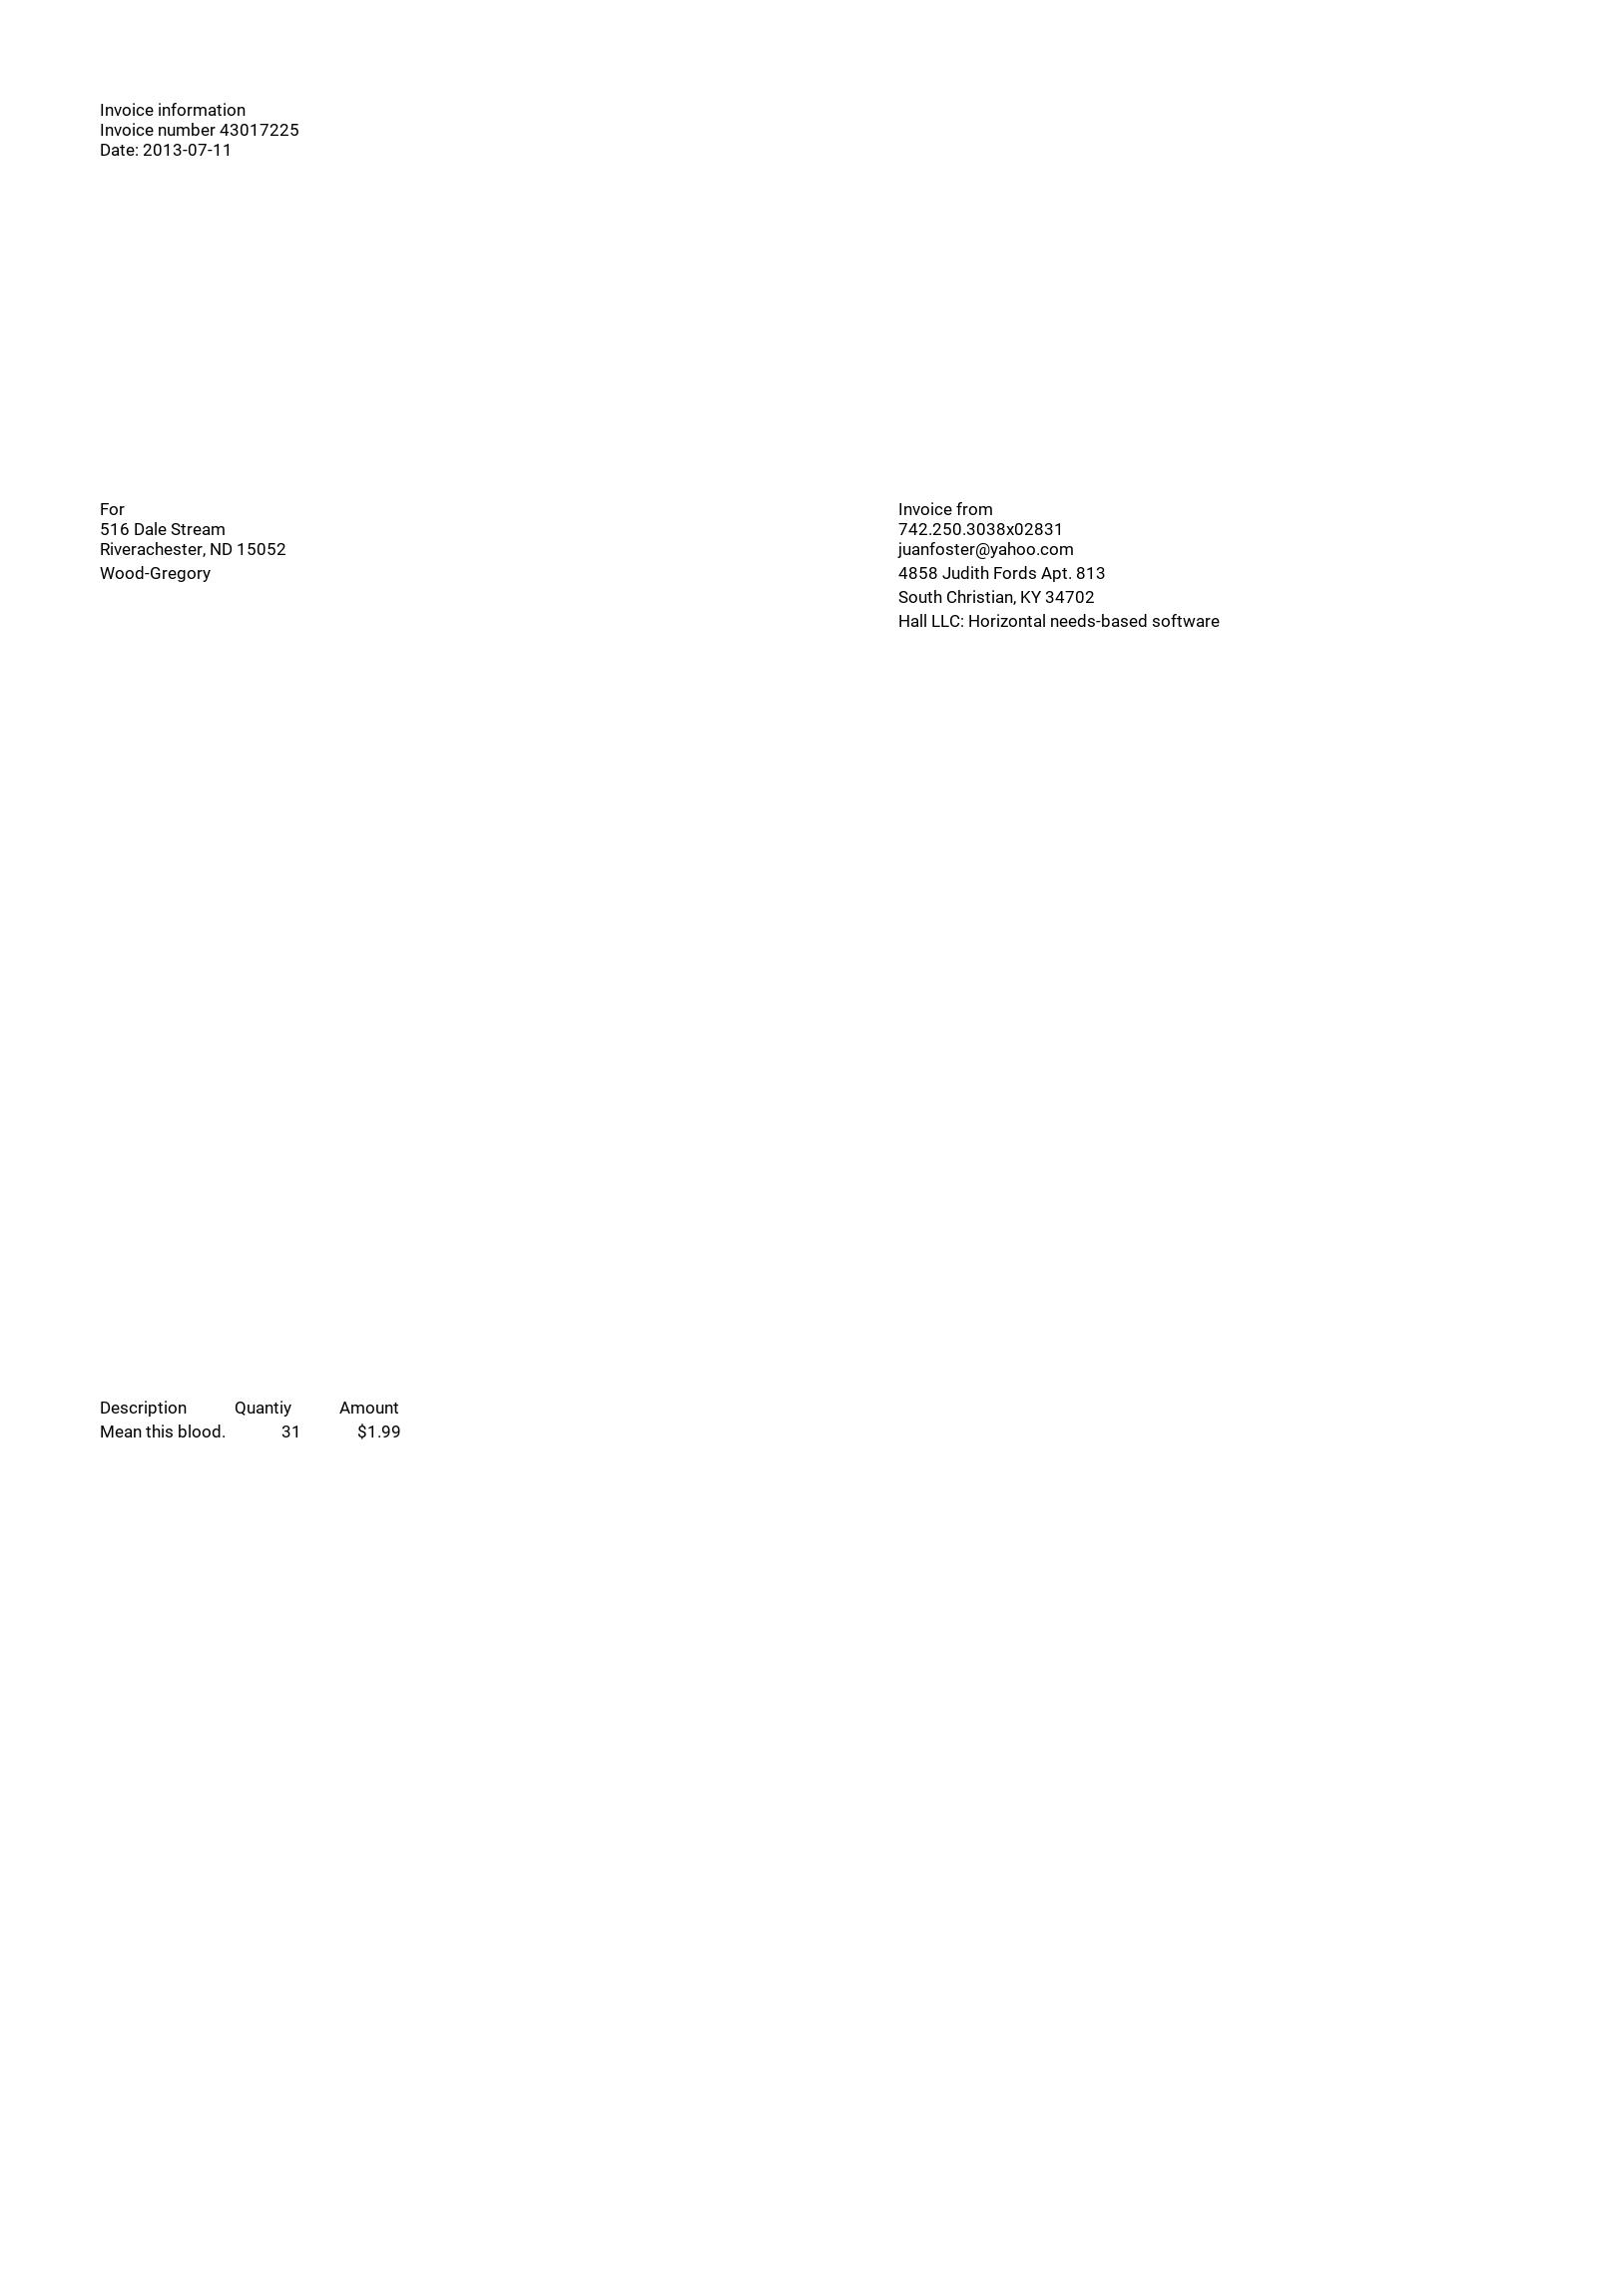 Invoice information
Invoice number 43017225
Date: 2013-07-11
For
516 Dale Stream
Riverachester, ND 15052
Wood-Gregory
Invoice from
742.250.3038x02831
juanfoster@yahoo.com
4858 Judith Fords Apt. 813
South Christian, KY 34702
Hall LLC: Horizontal needs-based software
Description Quantiy Amount
Mean this blood. 31 $1.99